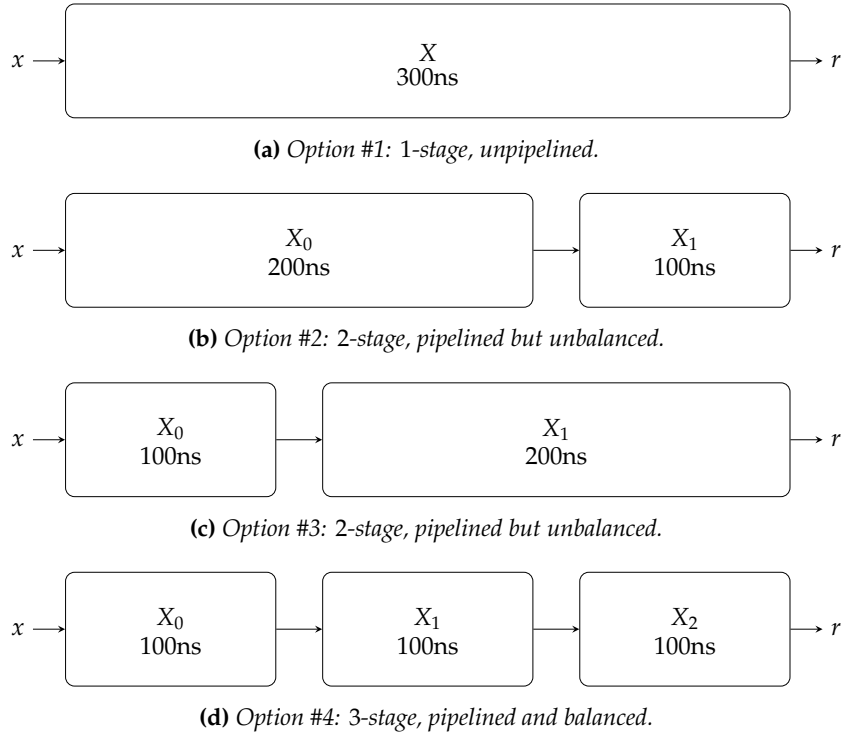 x X r
300ns
(a) Option #1: 1-stage, unpipelined.
x X₀ X₁ r
200ns 100ns
(b) Option #2: 2-stage, pipelined but unbalanced.
x X₀ X₁ r
100ns 200ns
(c) Option #3: 2-stage, pipelined but unbalanced.
x X₀ X₁ X₂ r
100ns 100ns 100ns
(d) Option #4: 3-stage, pipelined and balanced.